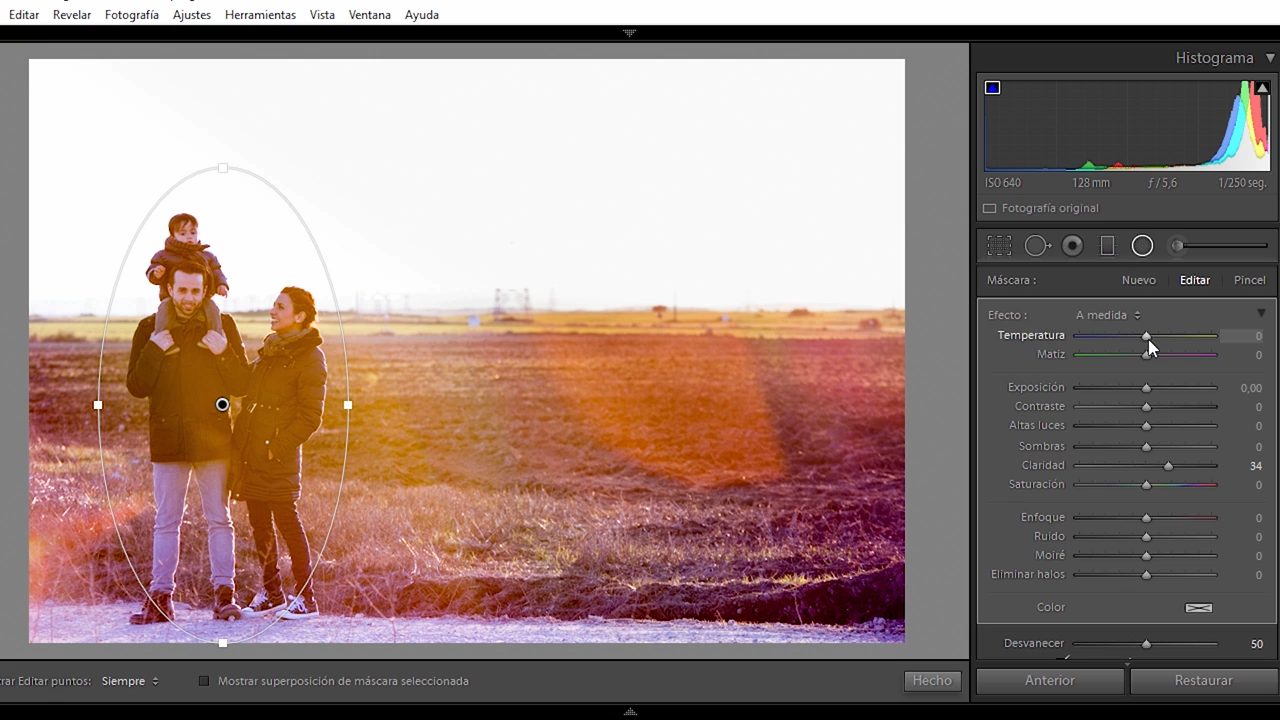 Editar Revelar Fotografía Ajustes Herramientas Vista Ventana Ayuda
Histograma
ISO 640 128 mm ƒ / 5,6 1/250 seg.
Fotografía original
Máscara : Nuevo Editar Pincel
Efecto : A medida
Temperatura 0
Matiz 0
Exposición 0,00
Contraste 0
Altas luces 0
Sombras 0
Claridad 34
Saturación 0
Enfoque 0
Ruido 0
Moiré 0
Eliminar halos 0
Color
Desvanecer 50
rar Editar puntos: Siempre Mostrar superposición de máscara seleccionada Hecho Anterior Restaurar